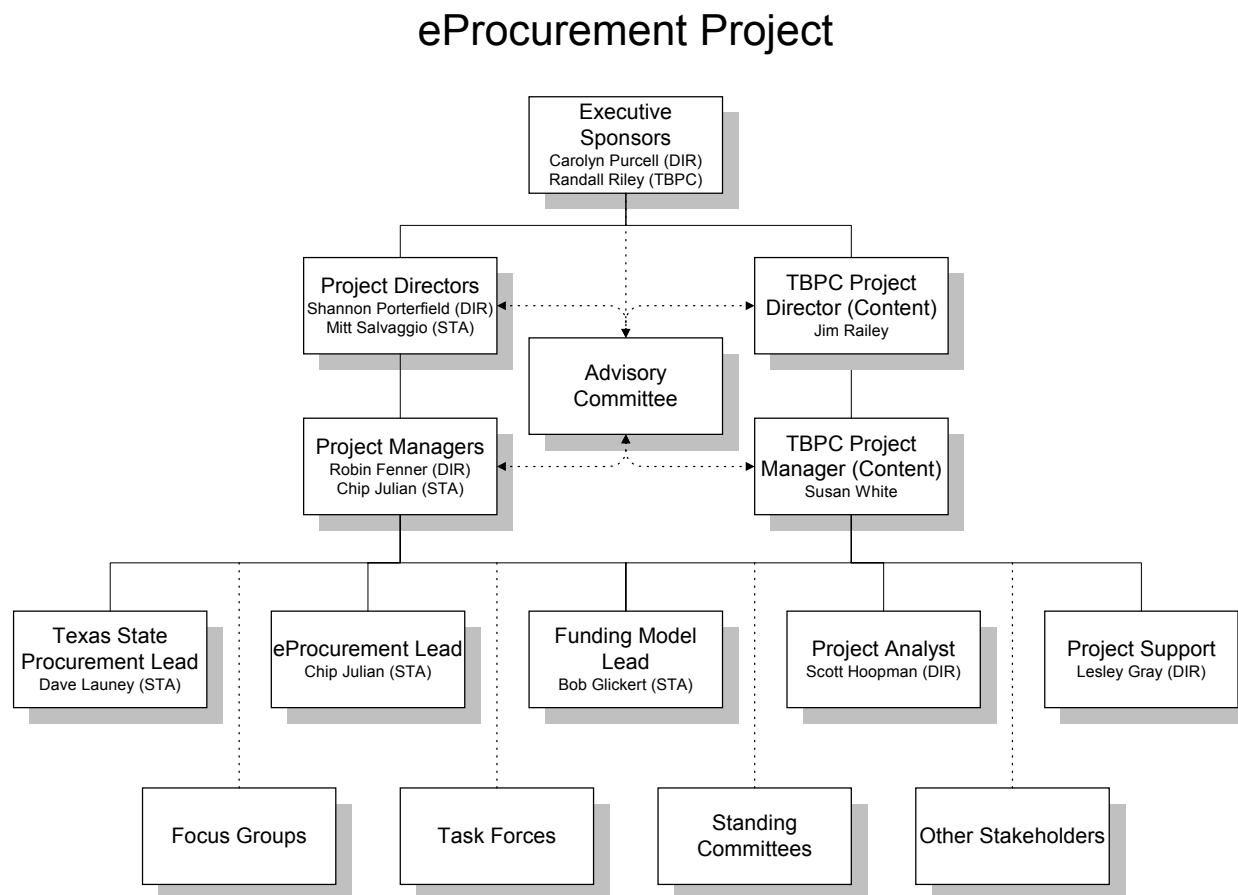 eProcurement Project
Executive
Sponsors
Carolyn Purcell (DIR)
Randall Riley (TBPC)
Project Directors
Shannon Porterfield (DIR)
Mitt Salvaggio (STA)
TBPC Project
Director (Content)
Jim Railey
Advisory
Committee
Project Managers
Robin Fenner (DIR)
Chip Julian (STA)
TBPC Project
Manager (Content)
Susan White
Texas State
Procurement Lead
Dave Launey (STA)
eProcurement Lead
Chip Julian (STA)
Funding Model
Lead
Bob Glickert (STA)
Project Analyst
Scott Hoopman (DIR)
Project Support
Lesley Gray (DIR)
Focus Groups
Task Forces
Standing
Committees
Other Stakeholders